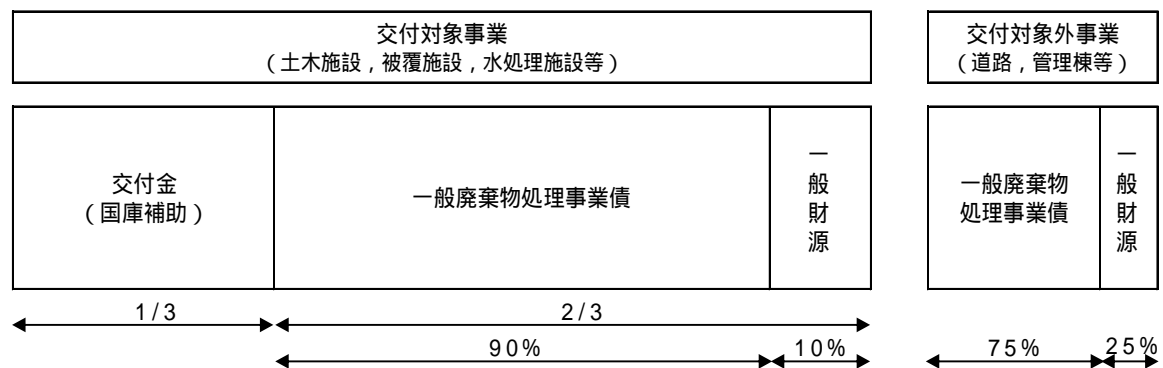 交付対象事業
（土木施設，被覆施設，水処理施設等）
交付対象外事業
（道路，管理棟等）
交付金
（国庫補助）
一般廃棄物処理事業債
一般財源
一般廃棄物
処理事業債
一般財源
1/3
2/3
90%
10%
75%
25%